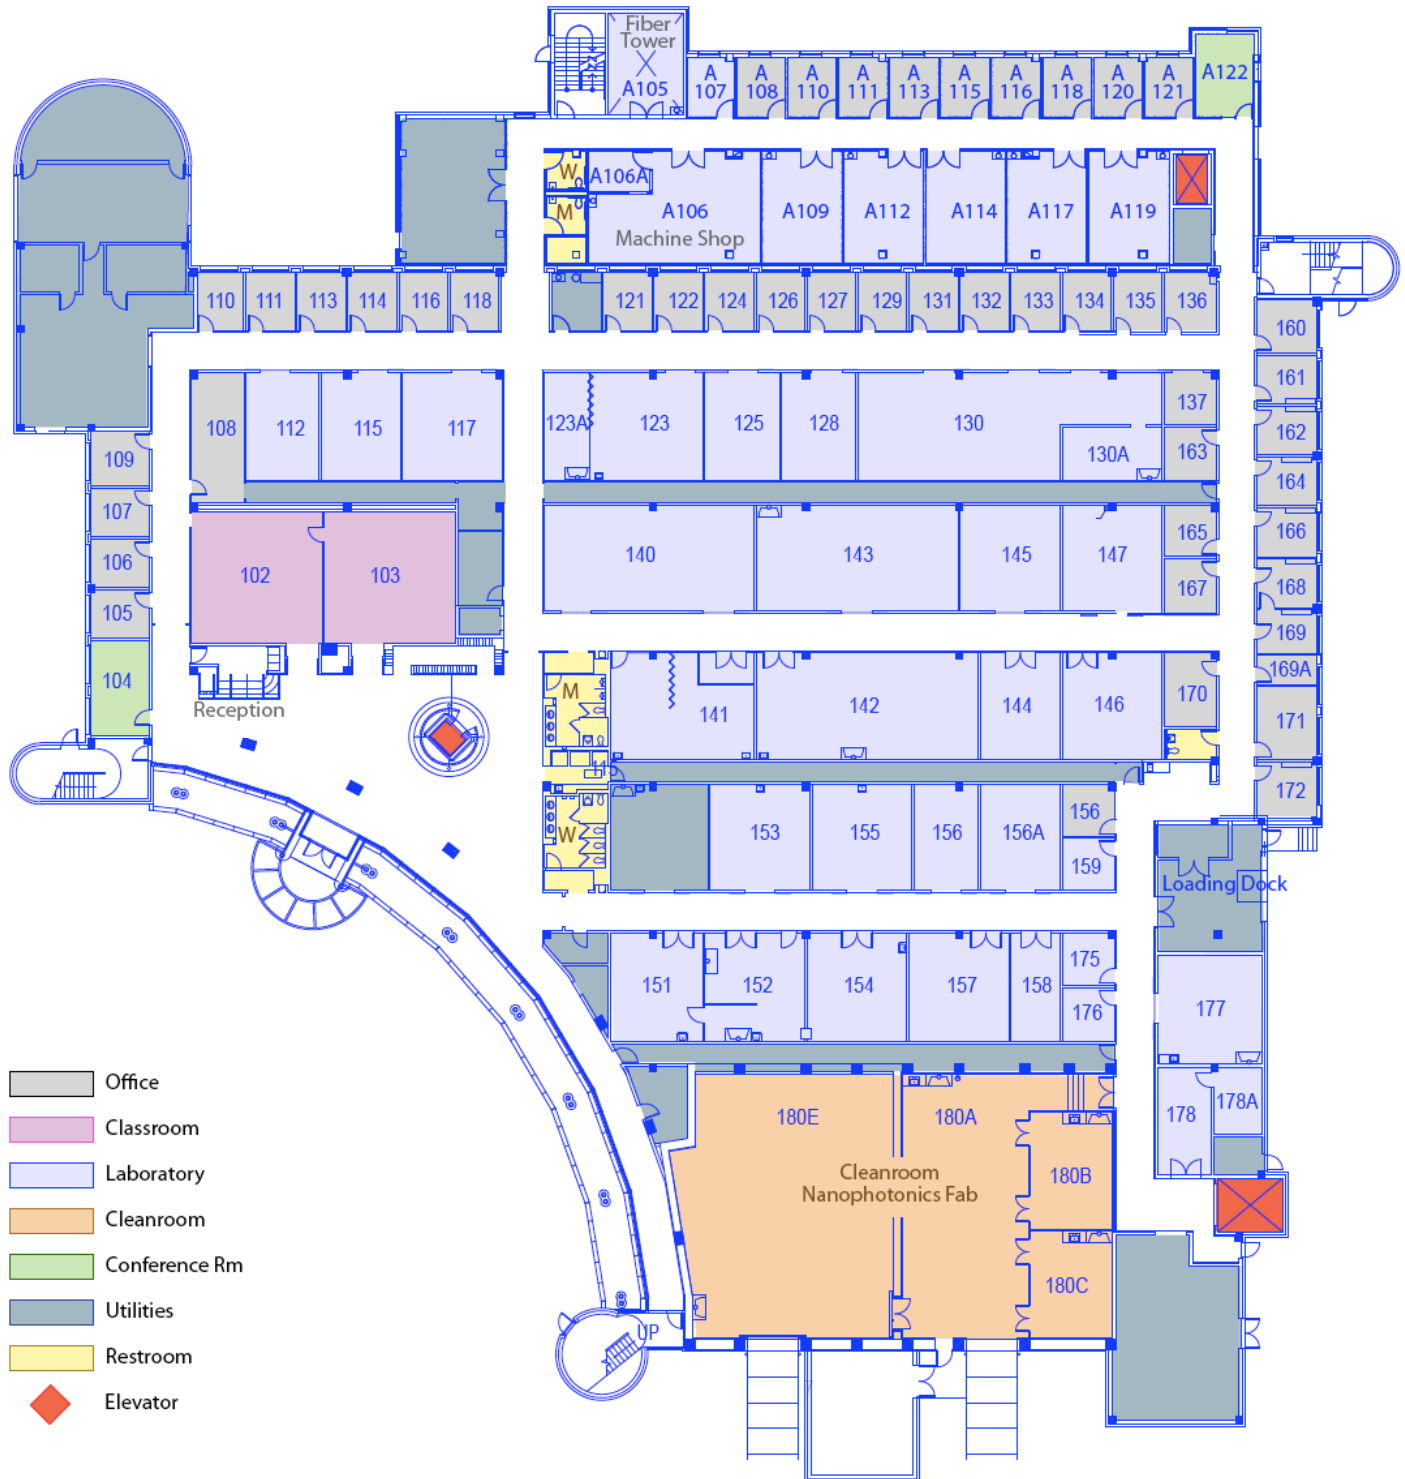 Fiber
Tower
A105
A
107
A
108
A
110
A
111
A
113
A
115
A
116
A
118
A
120
A
121
A122
W
A106A
M
A106
Machine Shop
A109
A112
A114
A117
A119
110
111
113
114
116
118
121
122
124
126
127
129
131
132
133
134
135
136
160
161
108
112
115
117
123A
123
125
128
130
130A
137
163
162
164
109
107
106
105
104
102
103
140
143
145
147
165
167
166
168
169
169A
Reception
M
141
142
144
146
170
171
115
172
W
153
155
156
156A
156
159
Loading Dock
151
152
154
157
158
175
176
177
178
178A
180E
180A
180B
180C
Cleanroom
Nanophotonics Fab
UP
Office
Classroom
Laboratory
Cleanroom
Conference Rm
Utilities
Restroom
Elevator